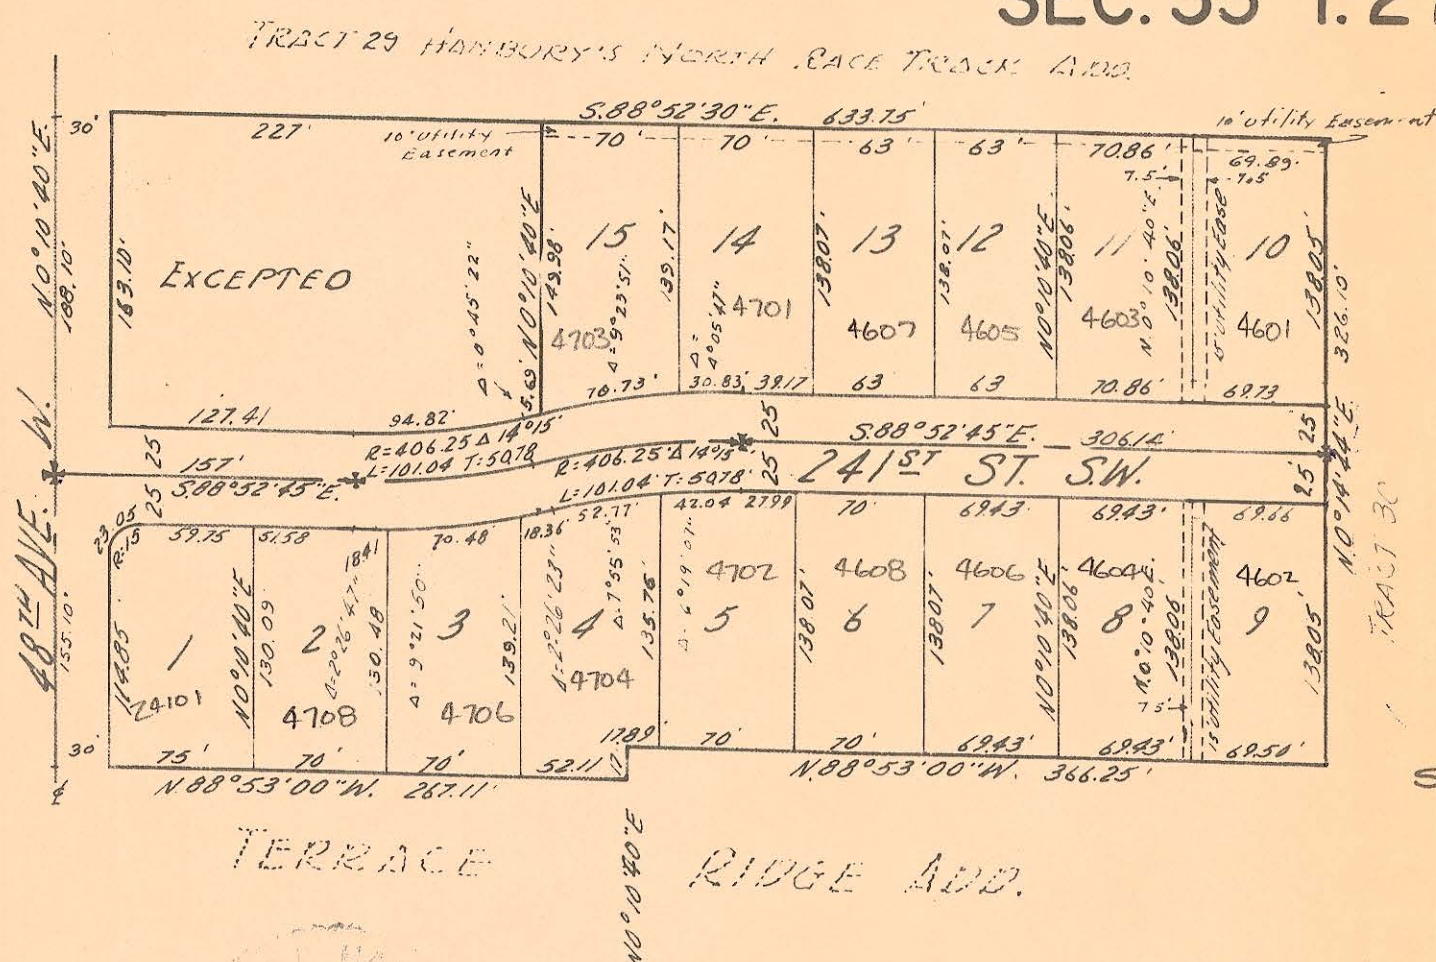 SEC. 35 T. 27
TRACT 29 HANBURY'S NORTH RACE TRACK ADD.
S.88°52'30"E. 633.75'
30'
227'
10' Utility
Easement
70'
70'
63'
63'
70.86'
69.89'
10' Utility Easement
7.5'
7.5
N.0°10'40"E.
188.10'
163.10'
EXCEPTED
Δ=0°45'22"
5.69
N0°10'40"E
149.98'
15
4703
Δ=9°23'51"
139.17'
14
4701
Δ=
4°05'47"
138.07'
13
4607
138.07'
12
4605
N0°10'40"E
138.06'
11
4603
N.0°10'40"E.
138.06'
15' Utility Ease
10
4601
138.05'
326.10'
127.41
94.82'
70.73'
30.83'
39.17
63
63
70.86'
69.73
R=406.25 Δ14°15'
L=101.04 T=50.78
R=406.25' Δ14°15'
L=101.04' T=50.78
25
25
157'
S.88°52'45"E.
25
25
S.88°52'45"E.
306.14'
241ST ST. S.W.
25
25
N.0°14'44"E
48TH AVE. W.
155.10'
23.05
R=15
59.75
51.58
18.41
70.48
18.36
52.77
42.04
27.99
70'
69.43'
69.43'
69.66
114.85
1
24101
N0°10'40"E
130.09
2
4708
Δ=2°26'47"
130.48
Δ=9°21'50"
3
4706
139.21'
Δ=2°26'23"
4
4704
Δ=7°55'53"
135.76'
Δ=6°19'07"
5
4702
138.07'
6
4608
138.07'
7
4606
N0°10'40"E
138.06'
8
4604
N.0°10'40"E.
138.06'
7.5'
15' Utility Easement
9
4602
138.05'
TRACT 30
30'
75'
70'
70'
52.11
17.89
17'
70'
70'
69.43'
69.43'
69.50'
N.88°53'00"W. 267.11'
N.88°53'00"W. 366.25'
N0°10'40"E
TERRACE RIDGE ADD.
S